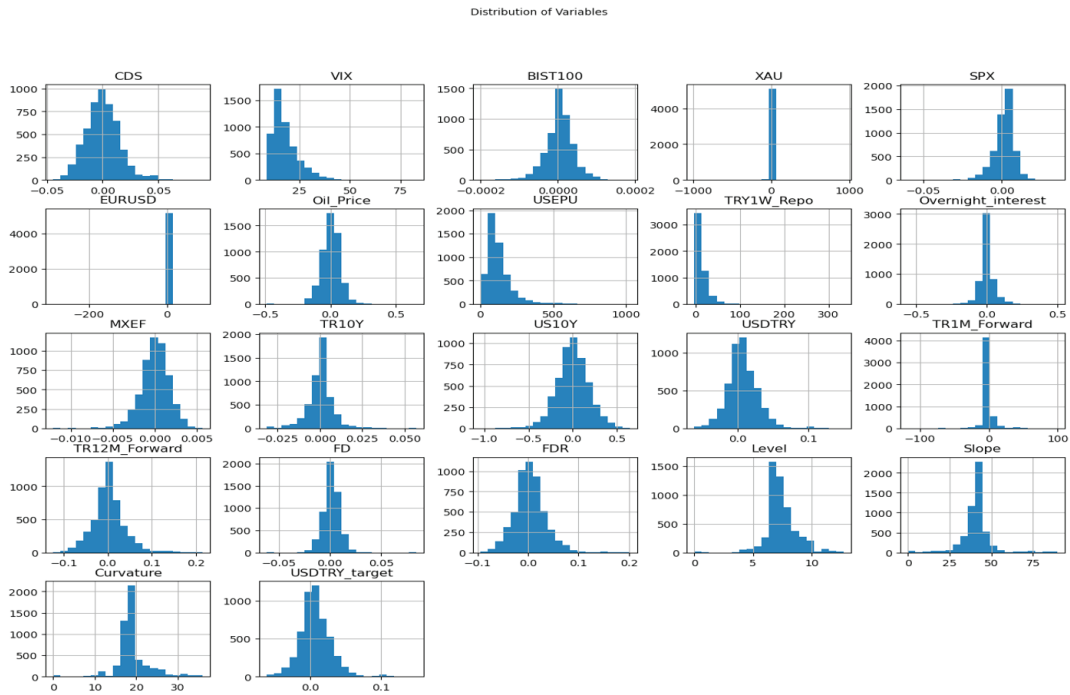 Distribution of Variables
CDS VIX BIST100 XAU SPX
1000 750 500 250 0
−0.05 0.00 0.05
1500 1000 500 0
25 50 75
1500 1000 500 0
−0.0002 0.0000 0.0002
4000 2000 0
−1000 0 1000
2000 1500 1000 500 0
−0.05 0.00
EURUSD Oil_Price USEPU TRY1W_Repo Overnight_interest
4000 2000 0
−200 0
1500 1000 500 0
−0.5 0.0 0.5
2000 1500 1000 500 0
0 500 1000
3000 2000 1000 0
0 100 200 300
3000 2000 1000 0
−0.5 0.0 0.5
MXEF TR10Y US10Y USDTRY TR1M_Forward
1000 750 500 250 0
−0.010 −0.005 0.000 0.005
2000 1500 1000 500 0
−0.025 0.000 0.025 0.050
1000 750 500 250 0
−1.0 −0.5 0.0 0.5
1000 500 0
0.0 0.1
4000 3000 2000 1000 0
−100 0 100
TR12M_Forward FD FDR Level Slope
1000 500 0
−0.1 0.0 0.1 0.2
2000 1500 1000 500 0
−0.05 0.00 0.05
1000 750 500 250 0
−0.1 0.0 0.1 0.2
1500 1000 500 0
0 5 10
2000 1500 1000 500 0
0 25 50 75
Curvature USDTRY_target
2000 1500 1000 500 0
0 10 20 30
1000 500 0
0.0 0.1